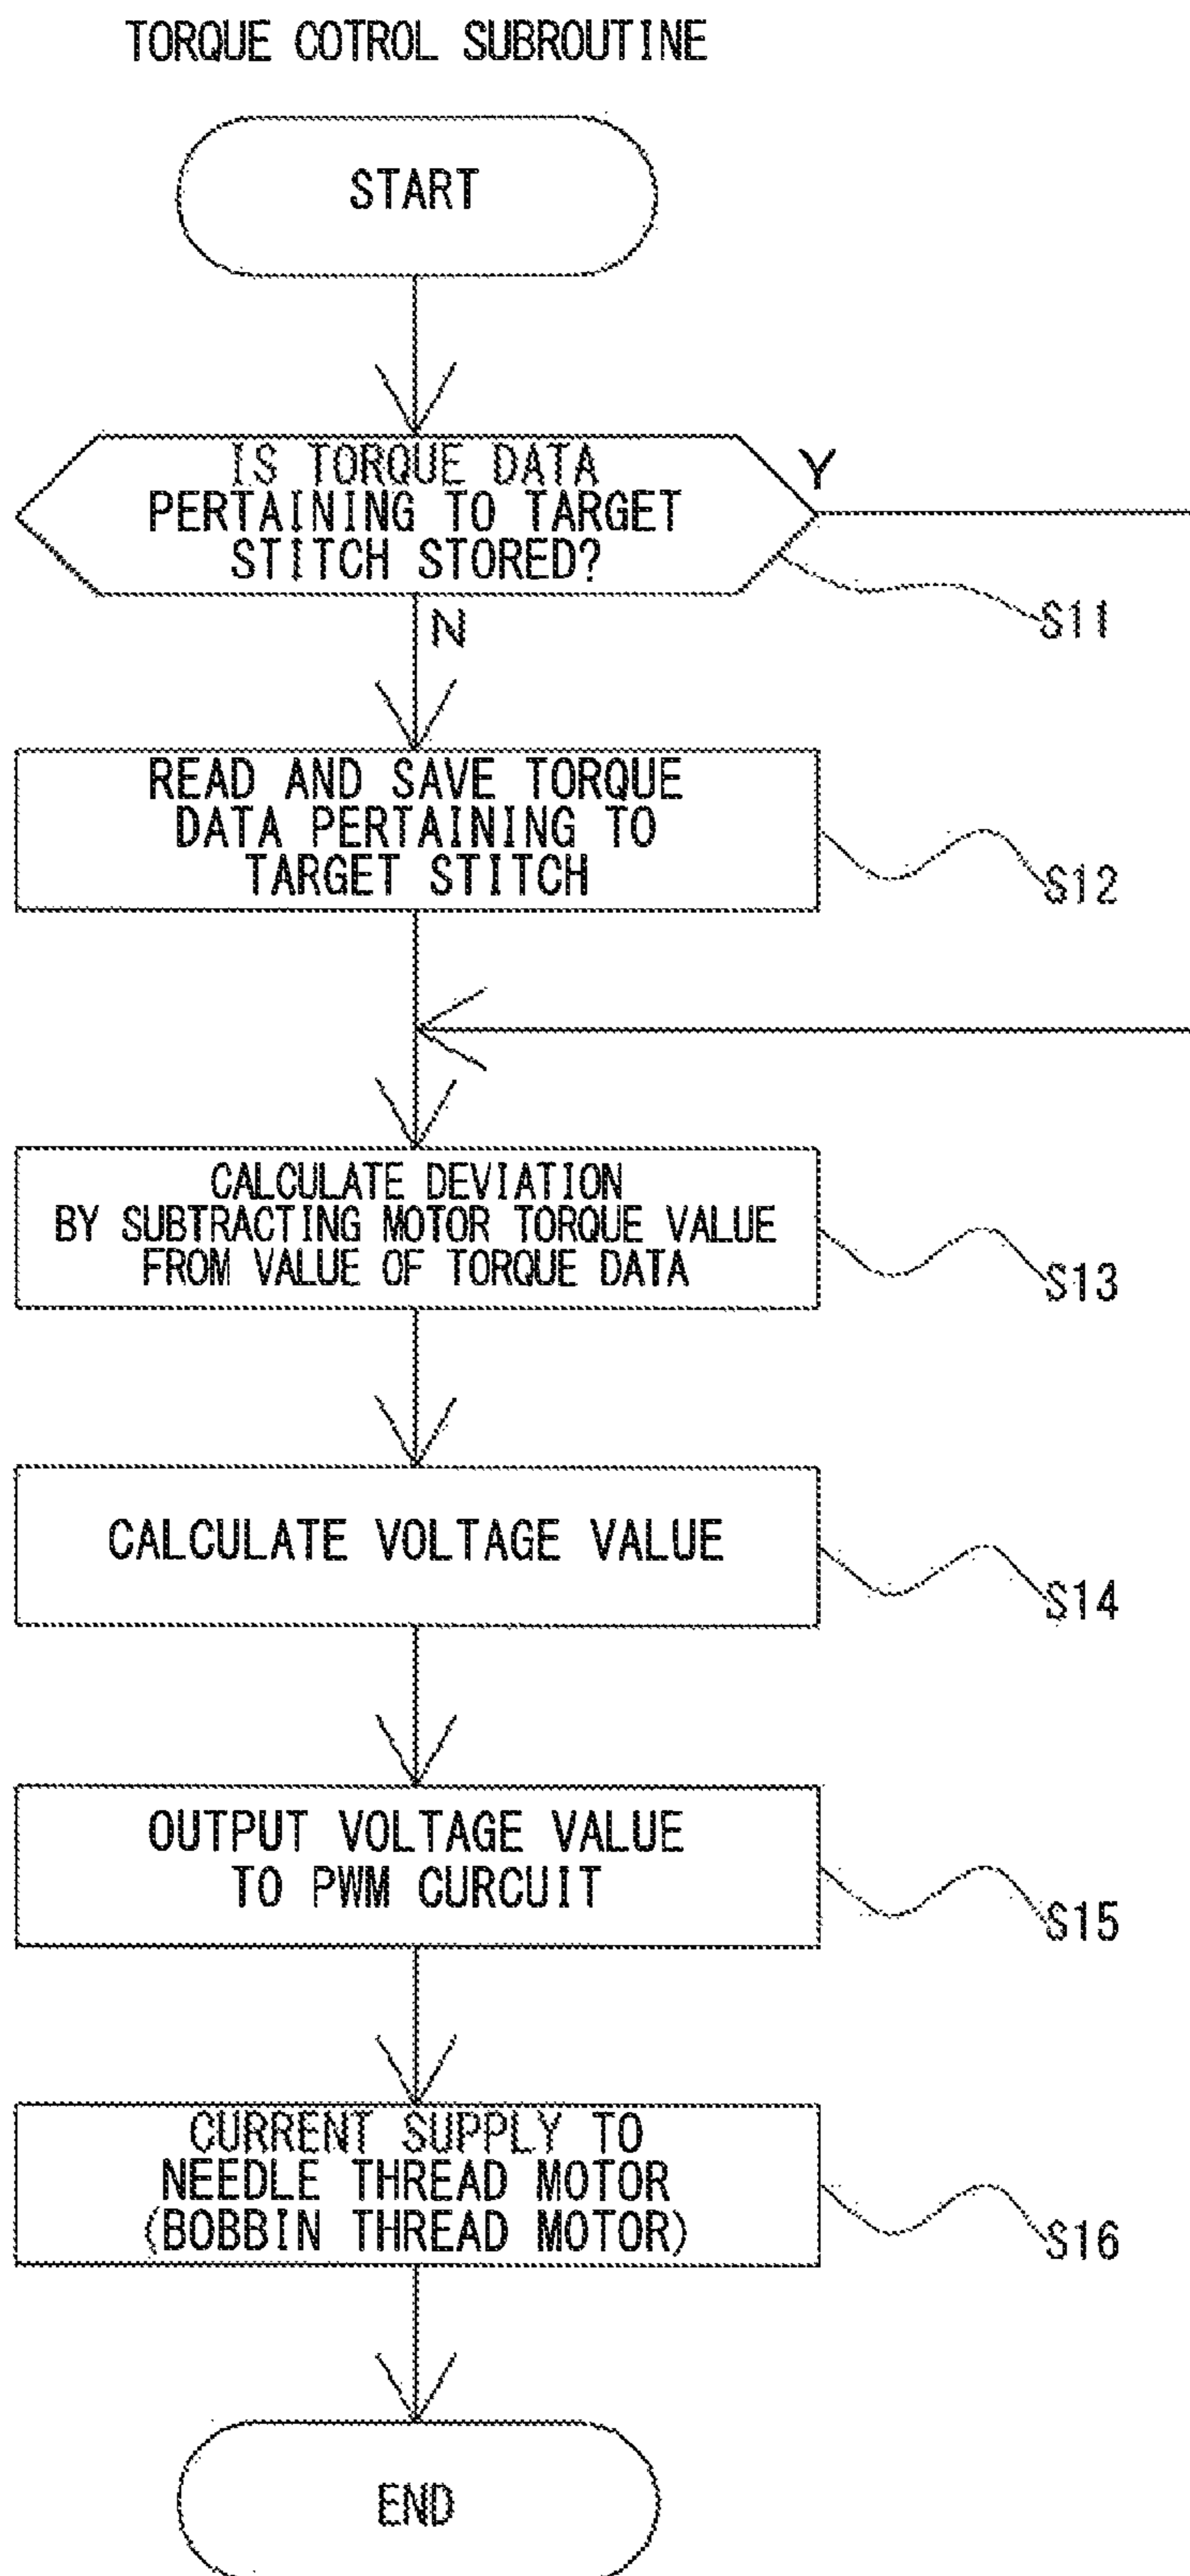 TORQUE COTROL SUBROUTINE
START
IS TORQUE DATA
PERTAINING TO TARGET
STITCH STORED?
Y
S11
N
READ AND SAVE TORQUE
DATA PERTAINING TO
TARGET STITCH
S12
CALCULATE DEVIATION
BY SUBTRACTING MOTOR TORQUE VALUE
FROM VALUE OF TORQUE DATA
S13
CALCULATE VOLTAGE VALUE
S14
OUTPUT VOLTAGE VALUE
TO PWM CURCUIT
S15
CURRENT SUPPLY TO
NEEDLE THREAD MOTOR
(BOBBIN THREAD MOTOR)
S16
END